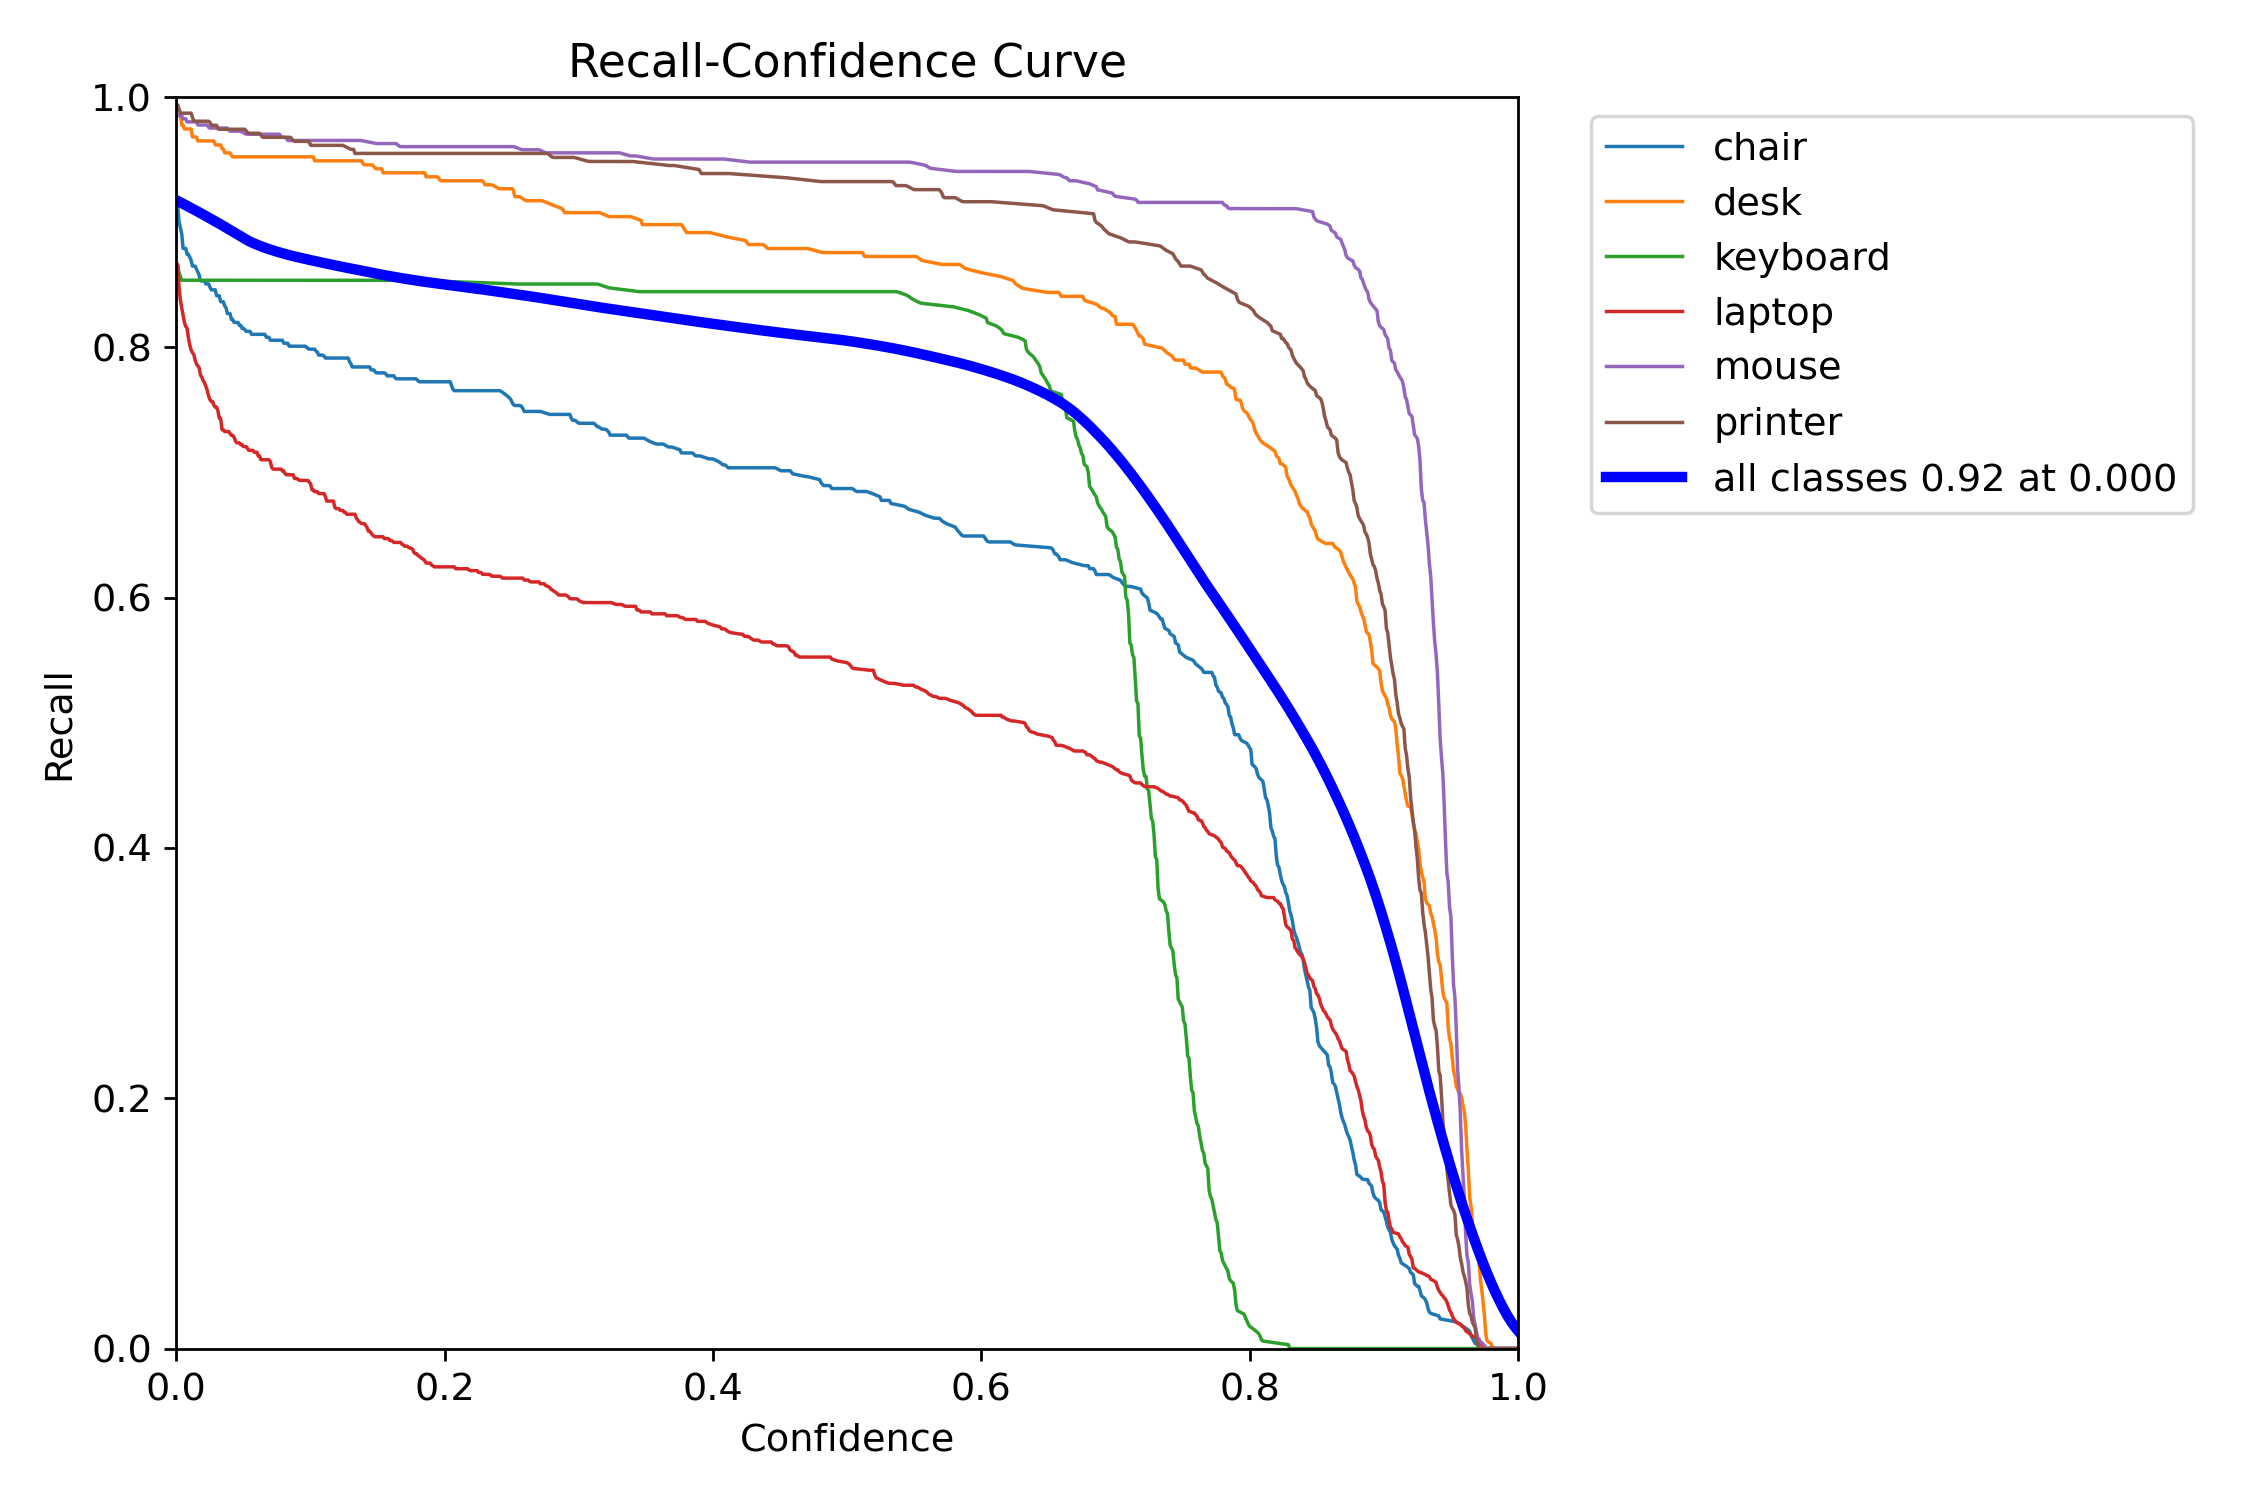 Recall-Confidence Curve
1.0
0.8
0.6
0.4
0.2
0.0
Recall
0.0 0.2 0.4 0.6 0.8 1.0
Confidence
chair
desk
keyboard
laptop
mouse
printer
all classes 0.92 at 0.000